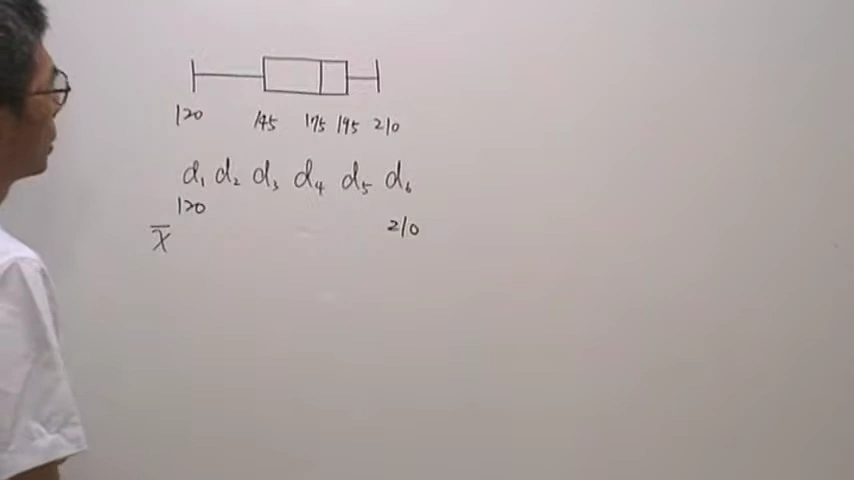 120 145 175 195 210
d₁ d₂ d₃ d₄ d₅ d₆
120 210
x̄